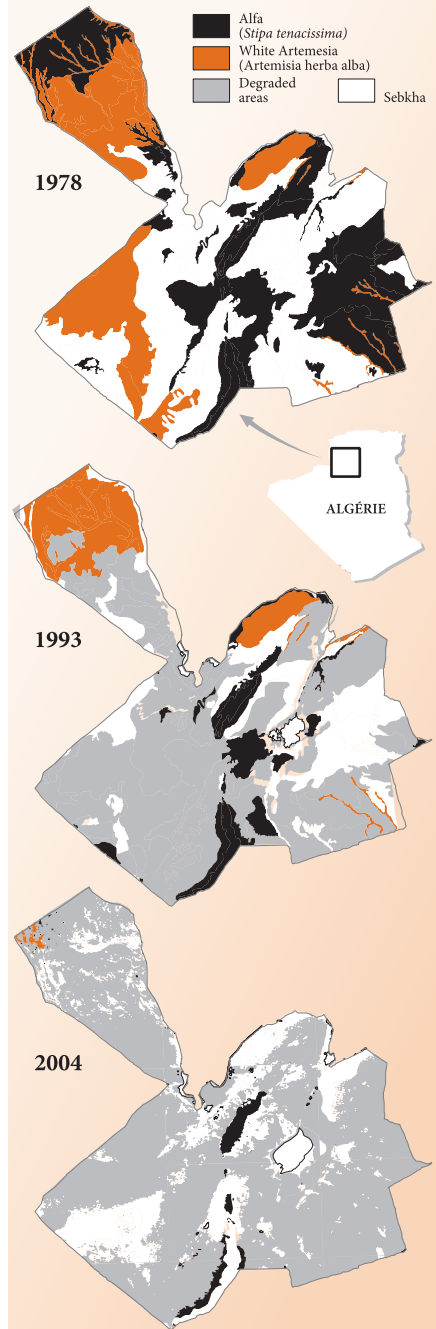 Alfa
(Stipa tenacissima)
White Artemesia
(Artemisia herba alba)
Degraded
areas
Sebkha
1978
ALGÉRIE
1993
2004